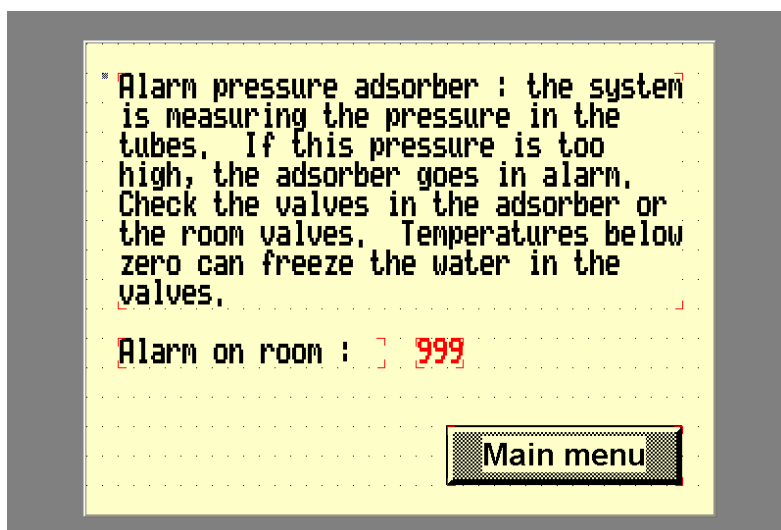 Alarm pressure adsorber : the system
is measuring the pressure in the
tubes.  If this pressure is too
high, the adsorber goes in alarm.
Check the valves in the adsorber or
the room valves.  Temperatures below
zero can freeze the water in the
valves.
Alarm on room : 999
Main menu